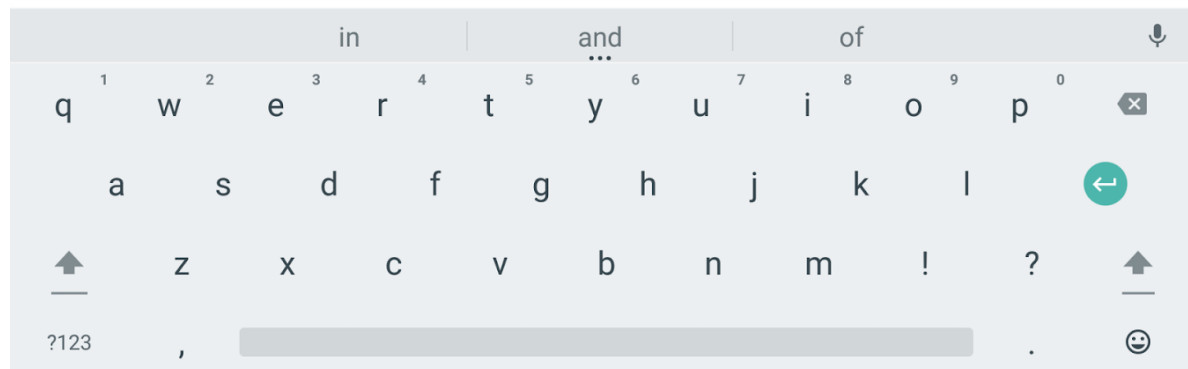 in and of
1 2 3 4 5 6 7 8 9 0
q w e r t y u i o p
a s d f g h j k l
z x c v b n m ! ?
?123 , .